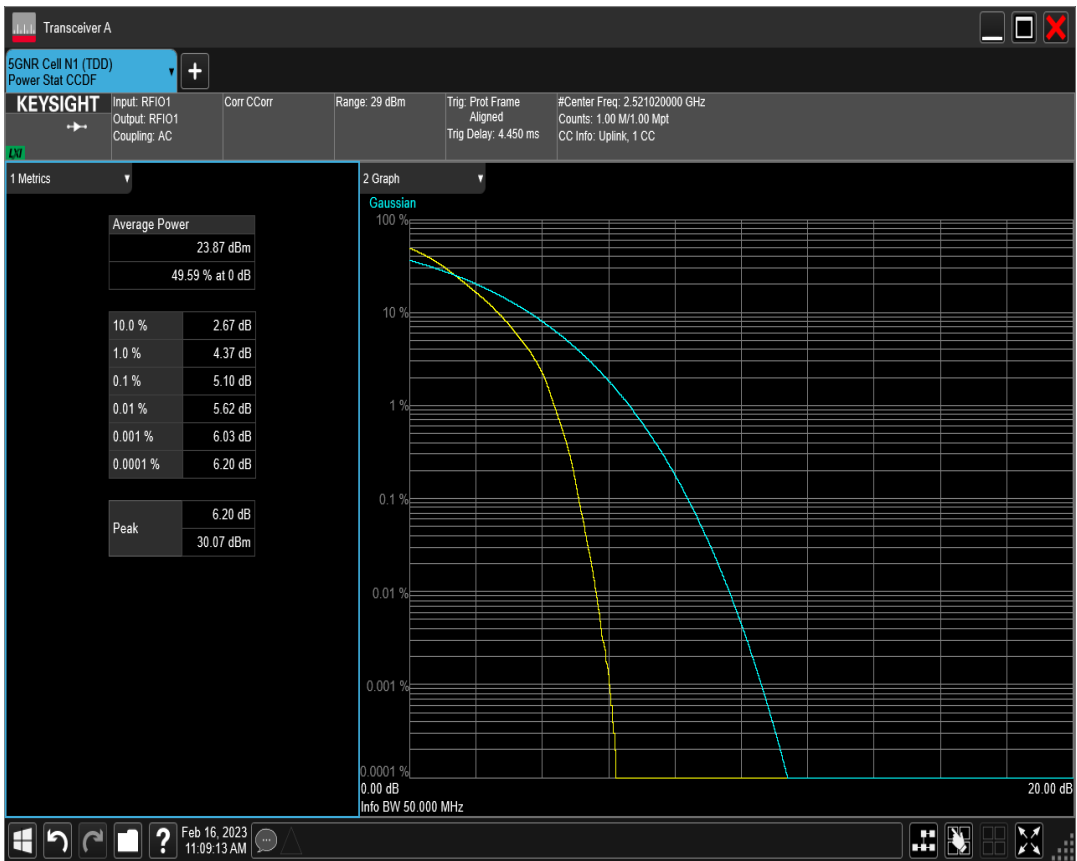 Transceiver A
5GNR Cell N1 (TDD)
Power Stat CCDF
+
KEYSIGHT
LXI
Input: RFIO1
Output: RFIO1
Coupling: AC
Corr CCorr
Range: 29 dBm
Trig: Prot Frame
Aligned
Trig Delay: 4.450 ms
#Center Freq: 2.521020000 GHz
Counts: 1.00 M/1.00 Mpt
CC Info: Uplink, 1 CC
1 Metrics
Average Power
23.87 dBm
49.59 % at 0 dB
10.0 % 2.67 dB
1.0 % 4.37 dB
0.1 % 5.10 dB
0.01 % 5.62 dB
0.001 % 6.03 dB
0.0001 % 6.20 dB
Peak
6.20 dB
30.07 dBm
2 Graph
Gaussian
100 %
10 %
1 %
0.1 %
0.01 %
0.001 %
0.0001 %
0.00 dB 20.00 dB
Info BW 50.000 MHz
?
Feb 16, 2023
11:09:13 AM